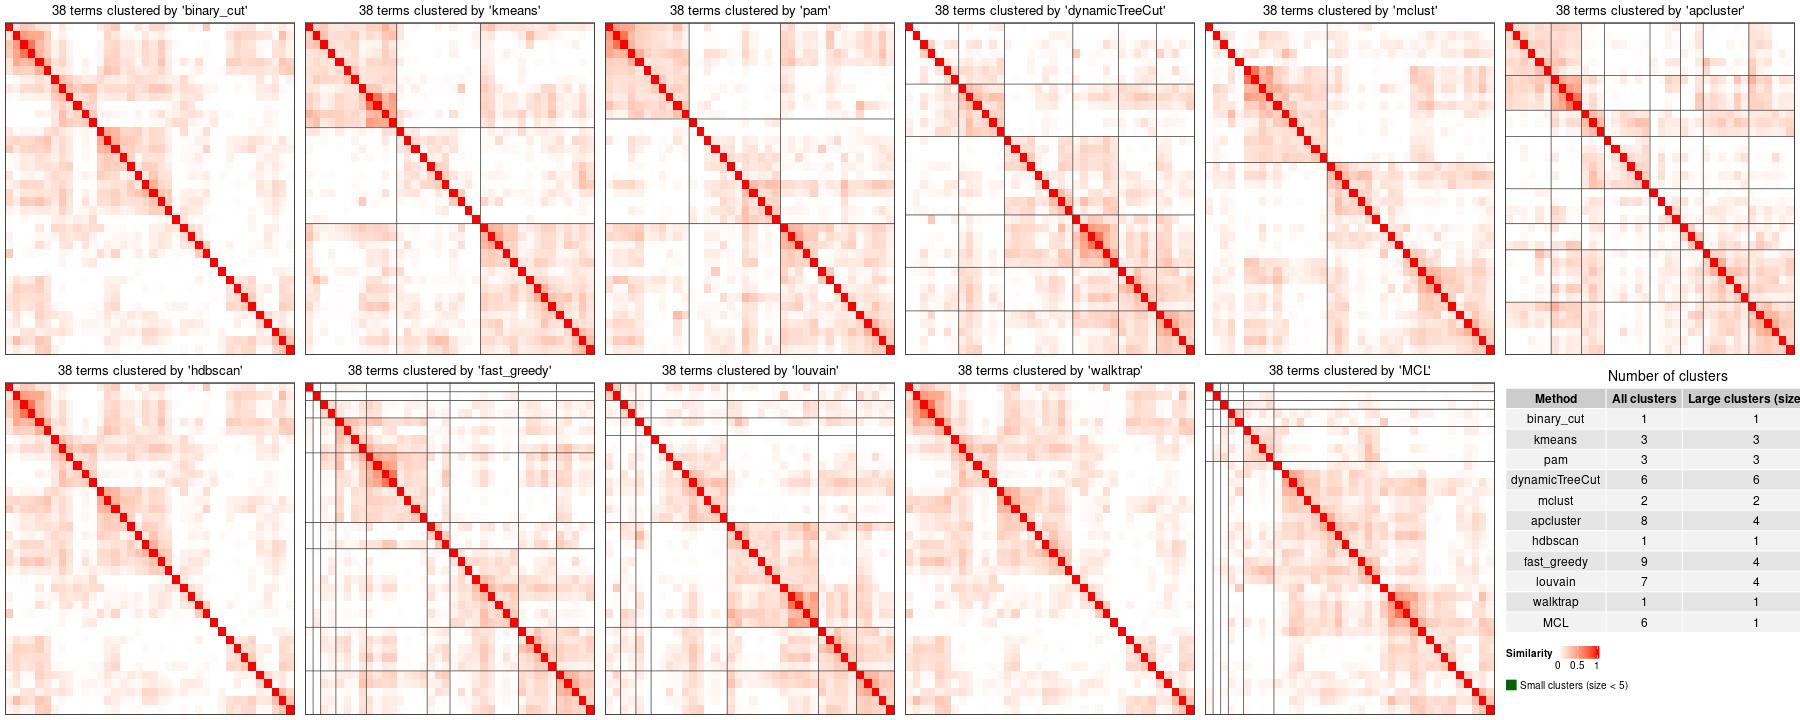 38 terms clustered by 'binary_cut'
38 terms clustered by 'kmeans'
38 terms clustered by 'pam'
38 terms clustered by 'dynamicTreeCut'
38 terms clustered by 'mclust'
38 terms clustered by 'apcluster'
38 terms clustered by 'hdbscan'
38 terms clustered by 'fast_greedy'
38 terms clustered by 'louvain'
38 terms clustered by 'walktrap'
38 terms clustered by 'MCL'
Number of clusters
Method All clusters Large clusters (size
binary_cut 1 1
kmeans 3 3
pam 3 3
dynamicTreeCut 6 6
mclust 2 2
apcluster 8 4
hdbscan 1 1
fast_greedy 9 4
louvain 7 4
walktrap 1 1
MCL 6 1
Similarity
0 0.5 1
Small clusters (size < 5)